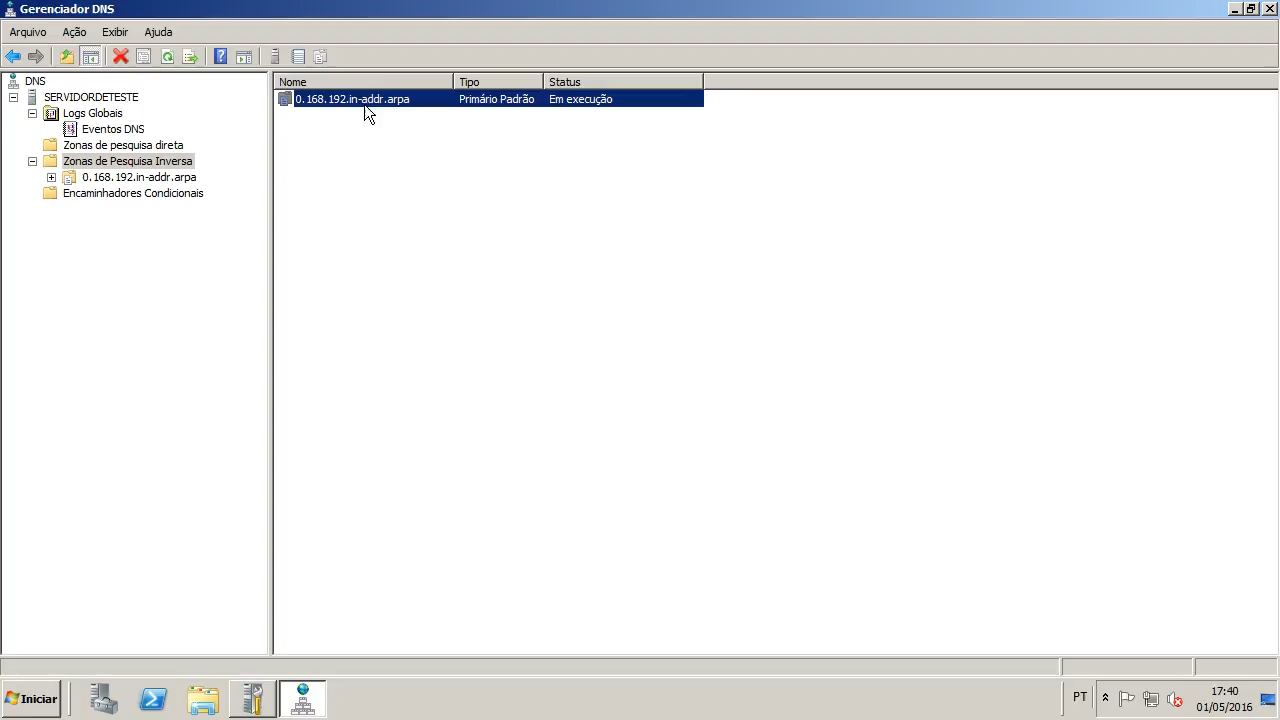 Gerenciador DNS
Arquivo Ação Exibir Ajuda
DNS
SERVIDORDETESTE
Logs Globais
Eventos DNS
Zonas de pesquisa direta
Zonas de Pesquisa Inversa
0.168.192.in-addr.arpa
Encaminhadores Condicionais
Nome Tipo Status
0.168.192.in-addr.arpa Primário Padrão Em execução
Iniciar
PT
17:40
01/05/2016